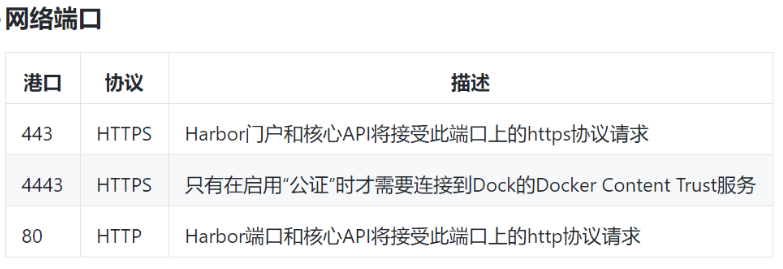 网络端口
港口 协议 描述
443 HTTPS Harbor门户和核心API将接受此端口上的https协议请求
4443 HTTPS 只有在启用“公证”时才需要连接到Dock的Docker Content Trust服务
80 HTTP Harbor端口和核心API将接受此端口上的http协议请求